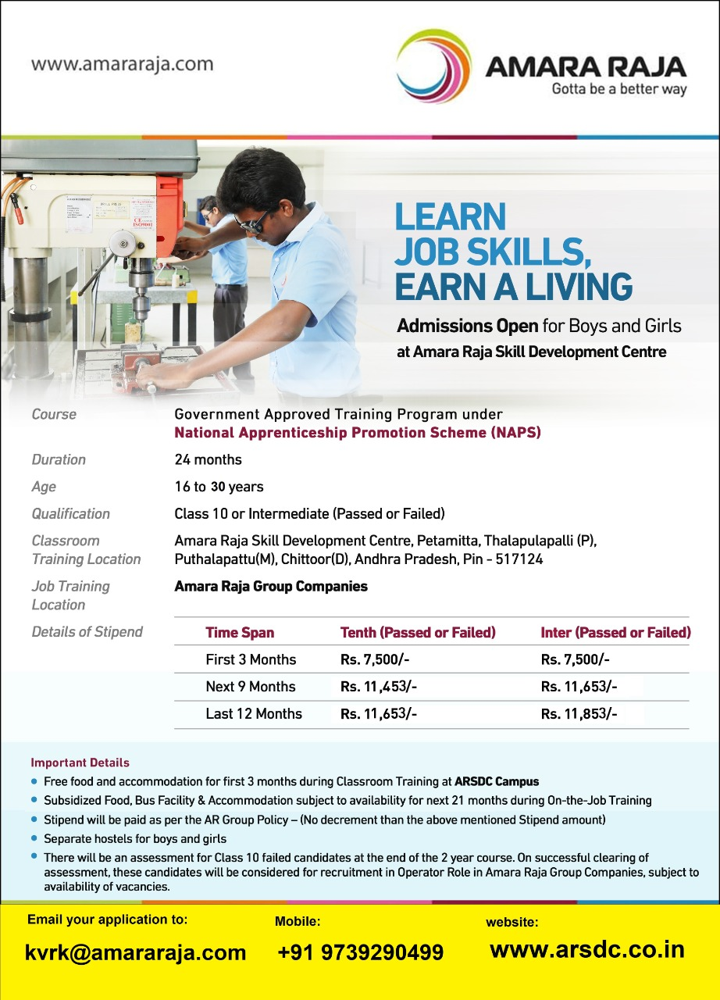 www.amararaja.com
AMARA RAJA
Gotta be a better way
DRILL PRESS
CE
ISO9001
LEARN
JOB SKILLS,
EARN A LIVING
Admissions Open for Boys and Girls
at Amara Raja Skill Development Centre
Course Government Approved Training Program under
National Apprenticeship Promotion Scheme (NAPS)
Duration 24 months
Age 16 to 30 years
Qualification Class 10 or Intermediate (Passed or Failed)
Classroom Amara Raja Skill Development Centre, Petamitta, Thalapulapalli (P),
Training Location Puthalapattu(M), Chittoor(D), Andhra Pradesh, Pin - 517124
Job Training Amara Raja Group Companies
Location
Details of Stipend Time Span Tenth (Passed or Failed) Inter (Passed or Failed)
First 3 Months Rs. 7,500/- Rs. 7,500/-
Next 9 Months Rs. 11,453/- Rs. 11,653/-
Last 12 Months Rs. 11,653/- Rs. 11,853/-
Important Details
• Free food and accommodation for first 3 months during Classroom Training at ARSDC Campus
• Subsidized Food, Bus Facility & Accommodation subject to availability for next 21 months during On-the-Job Training
• Stipend will be paid as per the AR Group Policy – (No decrement than the above mentioned Stipend amount)
• Separate hostels for boys and girls
• There will be an assessment for Class 10 failed candidates at the end of the 2 year course. On successful clearing of
assessment, these candidates will be considered for recruitment in Operator Role in Amara Raja Group Companies, subject to
availability of vacancies.
Email your application to: Mobile: website:
kvrk@amararaja.com +91 9739290499 www.arsdc.co.in